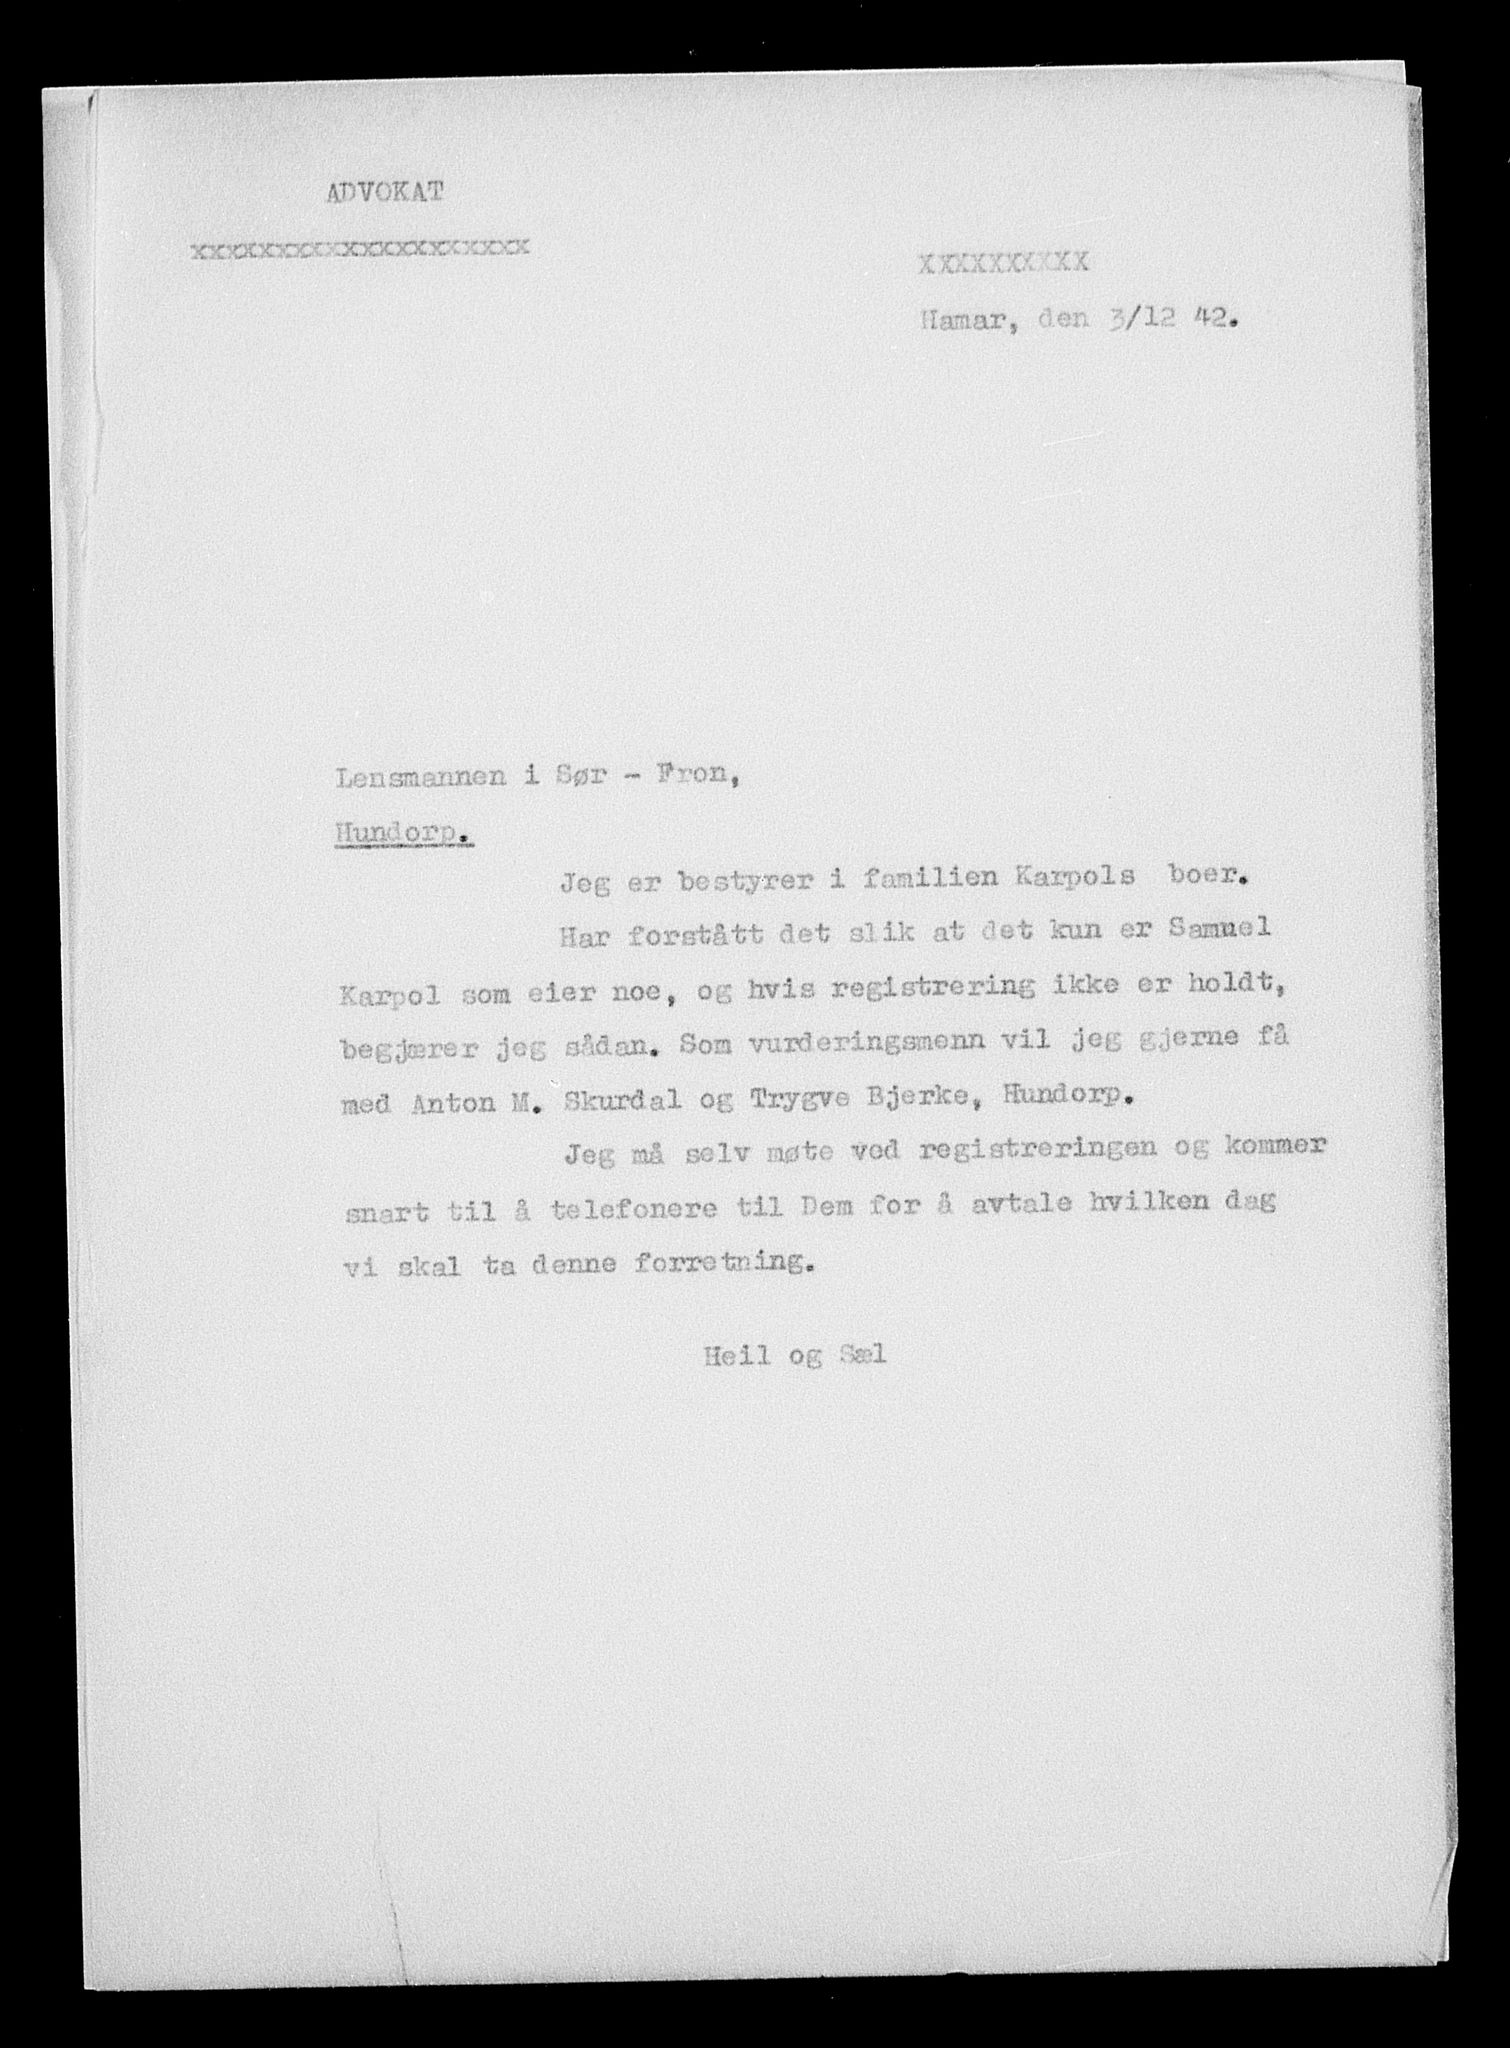 ADVOKAT
xxxxxxxxxxxxxxxxxxxx
XXXXXXXXXX
Hamar, den 3/12 42.
Lensmannen i Sør - Fron,
Hundorp.
Jeg er bestyrer i familien Karpols boer.
Har forstått det slik at det kun er Samuel
Karpol som eier noe, og hvis registrering ikke er holdt,
begjærer jeg sådan. Som vurderingsmenn vil jeg gjerne få
med Anton M. Skurdal og Trygve Bjerke, Hundorp.
Jeg må selv møte ved registreringen og kommer
snart til å telefonere til Dem for å avtale hvilken dag
vi skal ta denne forretning.
Heil og Sæl